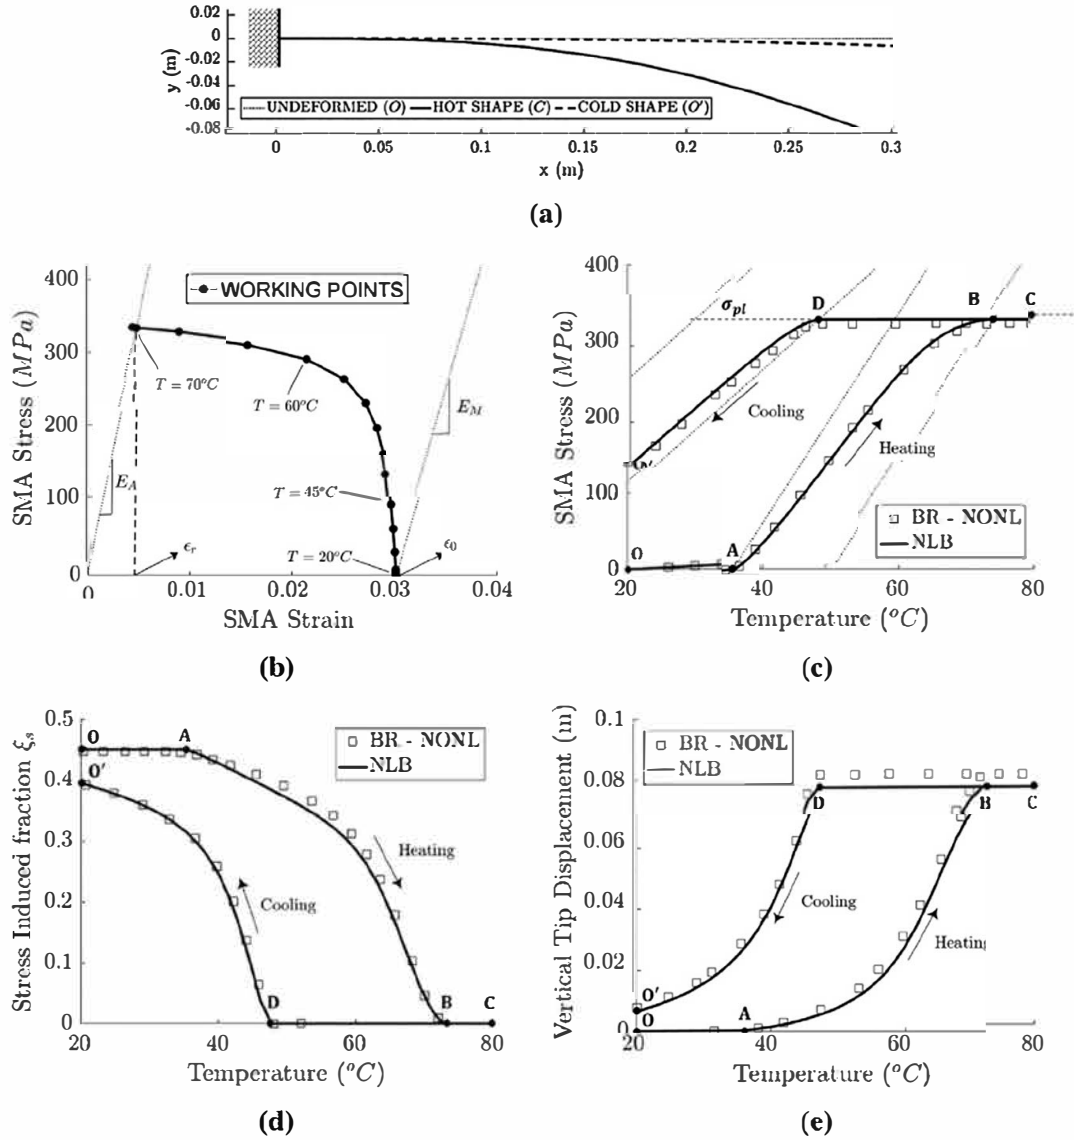 0.02
0
-0.02
-0.04
-0.06
-0.08
y (m)
UNDEFORMED (O) HOT SHAPE (C) COLD SHAPE (O')
0 0.05 0.1 0.15 0.2 0.25 0.3
x (m)
(a)
400
300
200
100
0
SMA Stress (MPa)
WORKING POINTS
T = 70°C
T = 60°C
E_M
E_A
T = 45°C
ϵ_r
T = 20°C
ϵ_0
0 0.01 0.02 0.03 0.04
SMA Strain
(b)
400
300
200
100
0
SMA Stress (MPa)
σ_pl
D
B
C
Cooling
Heating
O'
O
A
BR - NONL
NLB
20 40 60 80
Temperature (°C)
(c)
0.5
0.4
0.3
0.2
0.1
0
Stress Induced fraction ξ_s
O
A
O'
BR - NONL
NLB
Heating
Cooling
D
B
C
20 40 60 80
Temperature (°C)
(d)
0.1
0.08
0.06
0.04
0.02
0
Vertical Tip Displacement (m)
BR - NONL
NLB
D
B
C
Cooling
Heating
O'
O
A
20 40 60 80
Temperature (°C)
(e)